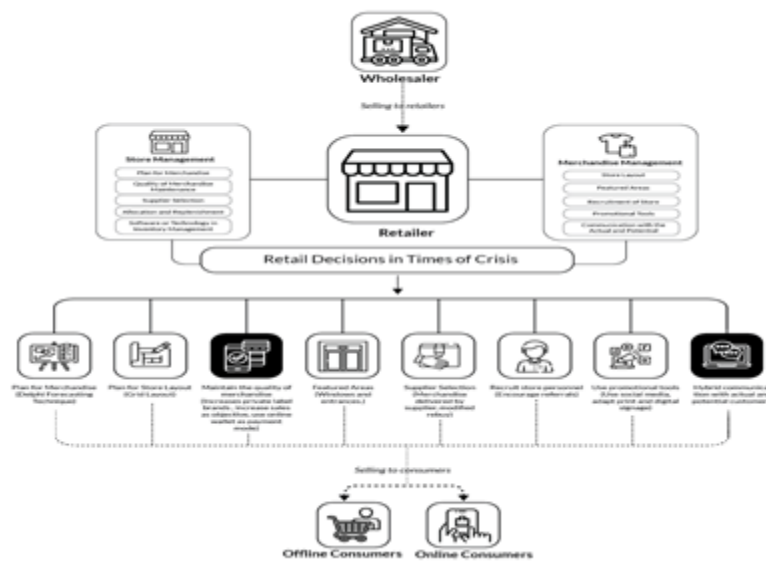 Wholesaler
Selling to retailers
Store Management
Plan for Merchandise
Quality of Merchandise
Maintenance
Supplier Selection
Allocation and Replenishment
Software or Technology in
Inventory Management
Retailer
Merchandise Management
Store Layout
Featured Areas
Recruitment of Store
Promotional Tools
Communication with the
Actual and Potential
Retail Decisions in Times of Crisis
Plan for Merchandise
(Delphi Forecasting
Technique)
Plan for Store Layout
(Grid Layout)
Maintain the quality of
merchandise
(Increases private label
brands, increase sales
as objective, use online
wallet as payment
mode)
Featured Areas
(Windows and
entrances,)
Supplier Selection
(Merchandise
delivered by
supplier, modified
rebuy)
Recruit store personnel
(Encourage referrals)
Use promotional tools
(Use social media,
adapt print and digital
signage)
Hybrid communica
tion with actual an
potential customer
Selling to consumers
Offline Consumers
Online Consumers